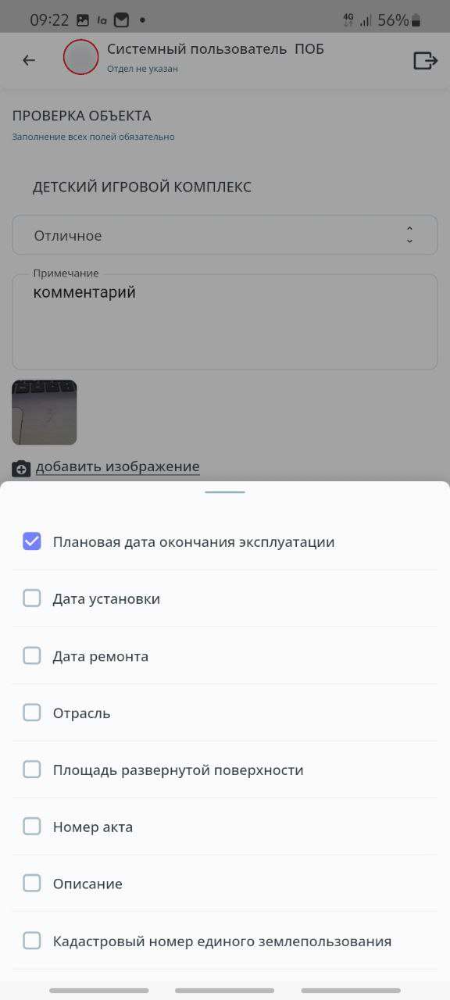 09:22
4G
56%
Системный пользователь ПОБ
Отдел не указан
ПРОВЕРКА ОБЪЕКТА
Заполнение всех полей обязательно
ДЕТСКИЙ ИГРОВОЙ КОМПЛЕКС
Отличное
Примечание
комментарий
добавить изображение
Плановая дата окончания эксплуатации
Дата установки
Дата ремонта
Отрасль
Площадь развернутой поверхности
Номер акта
Описание
Кадастровый номер единого землепользования